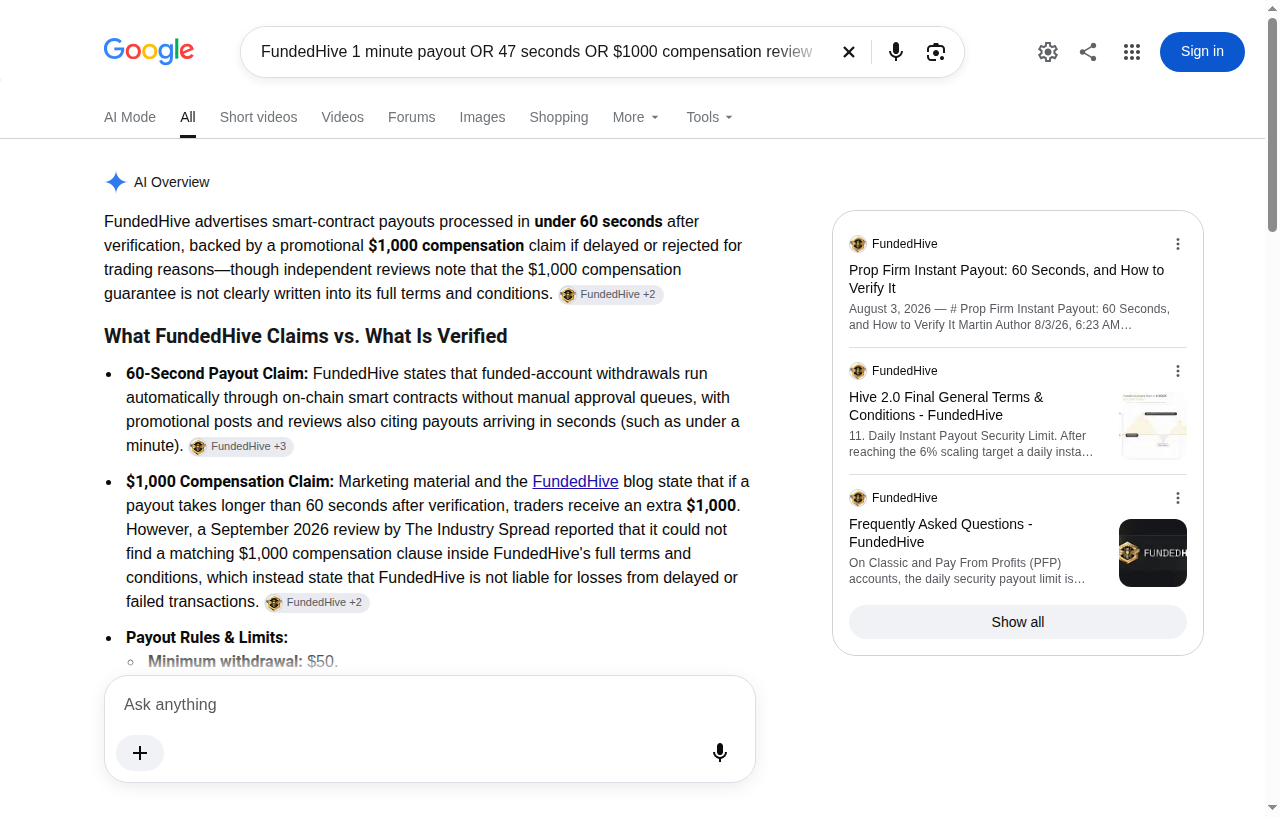 Google
FundedHive 1 minute payout OR 47 seconds OR $1000 compensation review
Sign in
AI Mode
All
Short videos
Videos
Forums
Images
Shopping
More
Tools
AI Overview
FundedHive advertises smart-contract payouts processed in under 60 seconds after
verification, backed by a promotional $1,000 compensation claim if delayed or rejected for
trading reasons—though independent reviews note that the $1,000 compensation
guarantee is not clearly written into its full terms and conditions. FundedHive +2
What FundedHive Claims vs. What Is Verified
• 60-Second Payout Claim: FundedHive states that funded-account withdrawals run
automatically through on-chain smart contracts without manual approval queues, with
promotional posts and reviews also citing payouts arriving in seconds (such as under a
minute). FundedHive +3
• $1,000 Compensation Claim: Marketing material and the FundedHive blog state that if a
payout takes longer than 60 seconds after verification, traders receive an extra $1,000.
However, a September 2026 review by The Industry Spread reported that it could not
find a matching $1,000 compensation clause inside FundedHive's full terms and
conditions, which instead state that FundedHive is not liable for losses from delayed or
failed transactions. FundedHive +2
• Payout Rules & Limits:
○ Minimum withdrawal: $50.
Ask anything
FundedHive
Prop Firm Instant Payout: 60 Seconds, and How to
Verify It
August 3, 2026 — # Prop Firm Instant Payout: 60 Seconds,
and How to Verify It Martin Author 8/3/26, 6:23 AM…
FundedHive
Hive 2.0 Final General Terms &
Conditions - FundedHive
11. Daily Instant Payout Security Limit. After
reaching the 6% scaling target a daily insta…
FundedHive
Frequently Asked Questions -
FundedHive
On Classic and Pay From Profits (PFP)
accounts, the daily security payout limit is…
FUNDEDH
Show all